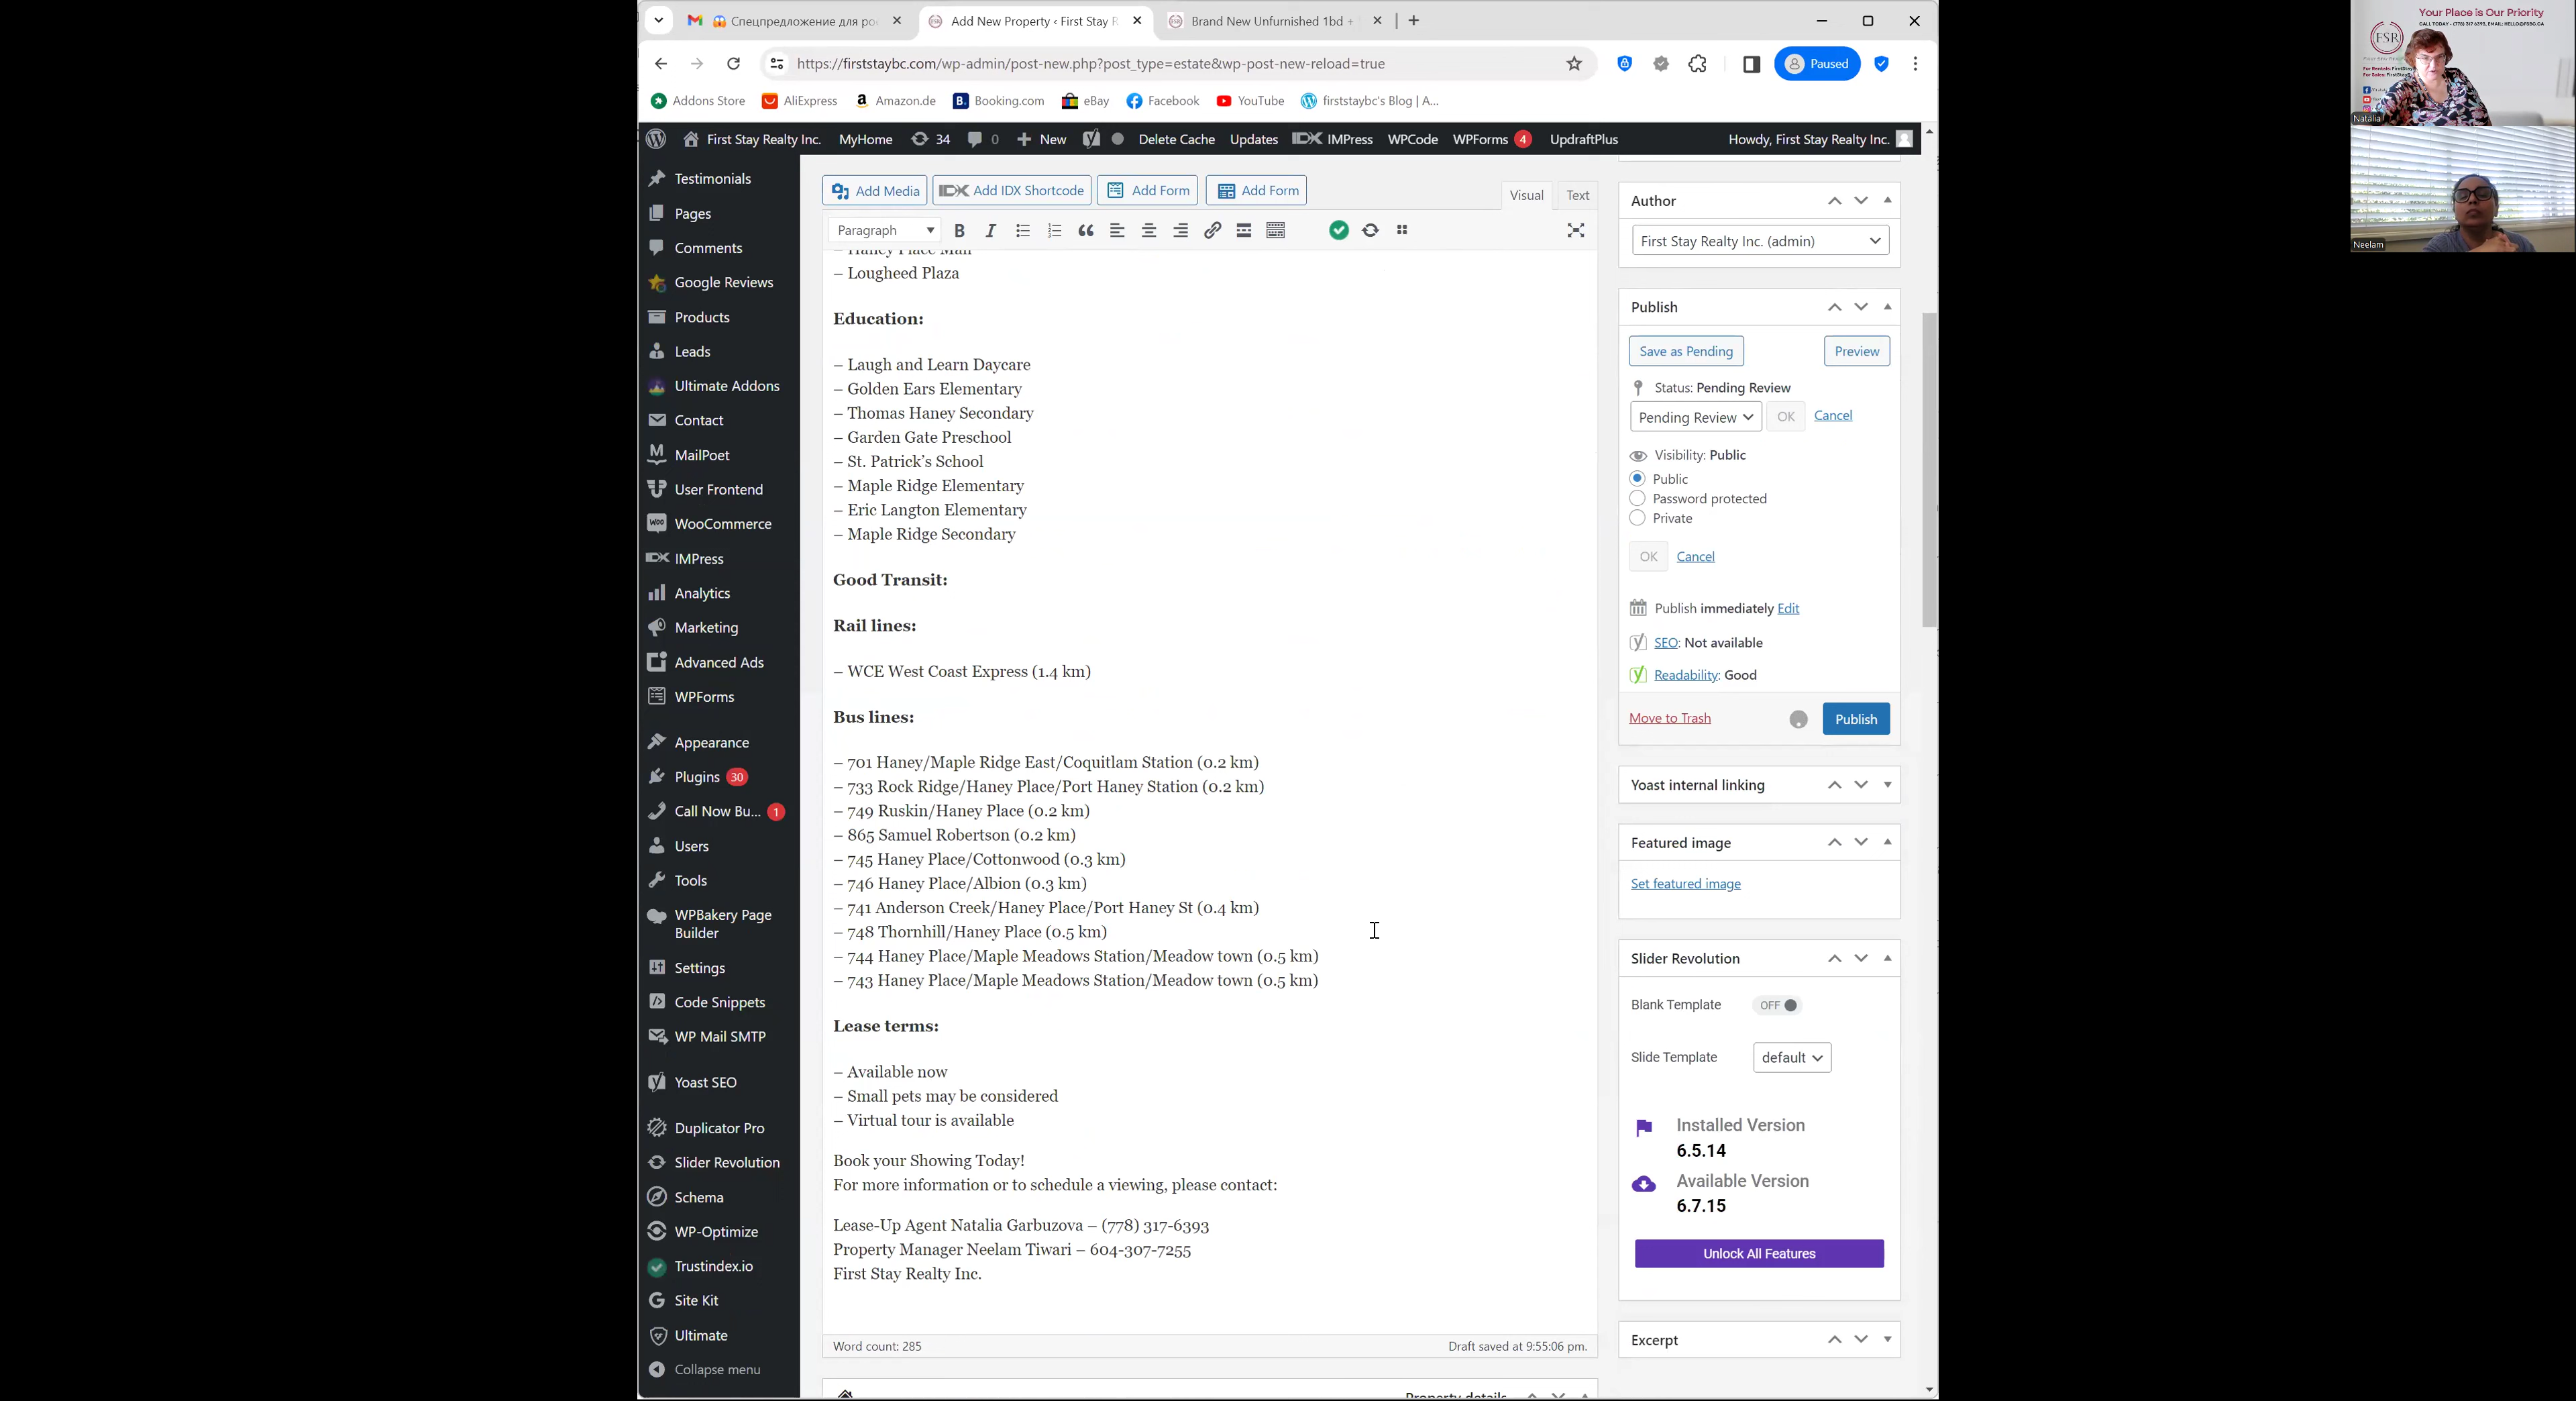 Спецпредложение для ро
Add New Property ‹ First Stay R
Brand New Unfurnished 1bd +
https://firststaybc.com/wp-admin/post-new.php?post_type=estate&wp-post-new-reload=true
Paused
Addons Store
AliExpress
Amazon.de
Booking.com
eBay
Facebook
YouTube
firststaybc's Blog | A...
First Stay Realty Inc.
MyHome
34
0
New
Delete Cache
Updates
IMPress
WPCode
WPForms 4
UpdraftPlus
Howdy, First Stay Realty Inc.
Testimonials
Pages
Comments
Google Reviews
Products
Leads
Ultimate Addons
Contact
MailPoet
User Frontend
WooCommerce
IMPress
Analytics
Marketing
Advanced Ads
WPForms
Appearance
Plugins 30
Call Now Bu... 1
Users
Tools
WPBakery Page
Builder
Settings
Code Snippets
WP Mail SMTP
Yoast SEO
Duplicator Pro
Slider Revolution
Schema
WP-Optimize
Trustindex.io
Site Kit
Ultimate
Collapse menu
Add Media
Add IDX Shortcode
Add Form
Add Form
Visual
Text
Paragraph
– Haney Place Mall
– Lougheed Plaza
Education:
– Laugh and Learn Daycare
– Golden Ears Elementary
– Thomas Haney Secondary
– Garden Gate Preschool
– St. Patrick’s School
– Maple Ridge Elementary
– Eric Langton Elementary
– Maple Ridge Secondary
Good Transit:
Rail lines:
– WCE West Coast Express (1.4 km)
Bus lines:
– 701 Haney/Maple Ridge East/Coquitlam Station (0.2 km)
– 733 Rock Ridge/Haney Place/Port Haney Station (0.2 km)
– 749 Ruskin/Haney Place (0.2 km)
– 865 Samuel Robertson (0.2 km)
– 745 Haney Place/Cottonwood (0.3 km)
– 746 Haney Place/Albion (0.3 km)
– 741 Anderson Creek/Haney Place/Port Haney St (0.4 km)
– 748 Thornhill/Haney Place (0.5 km)
– 744 Haney Place/Maple Meadows Station/Meadow town (0.5 km)
– 743 Haney Place/Maple Meadows Station/Meadow town (0.5 km)
Lease terms:
– Available now
– Small pets may be considered
– Virtual tour is available
Book your Showing Today!
For more information or to schedule a viewing, please contact:
Lease-Up Agent Natalia Garbuzova – (778) 317-6393
Property Manager Neelam Tiwari – 604-307-7255
First Stay Realty Inc.
Word count: 285
Draft saved at 9:55:06 pm.
Property details
Author
First Stay Realty Inc. (admin)
Publish
Save as Pending
Preview
Status: Pending Review
Pending Review
OK
Cancel
Visibility: Public
Public
Password protected
Private
OK
Cancel
Publish immediately Edit
SEO: Not available
Readability: Good
Move to Trash
Publish
Yoast internal linking
Featured image
Set featured image
Slider Revolution
Blank Template
OFF
Slide Template
default
Installed Version
6.5.14
Available Version
6.7.15
Unlock All Features
Excerpt
Your Place is Our Priority
CALL TODAY - (778) 317 6393, EMAIL: HELLO@FSBC.CA
FSR
Natalia
Neelam